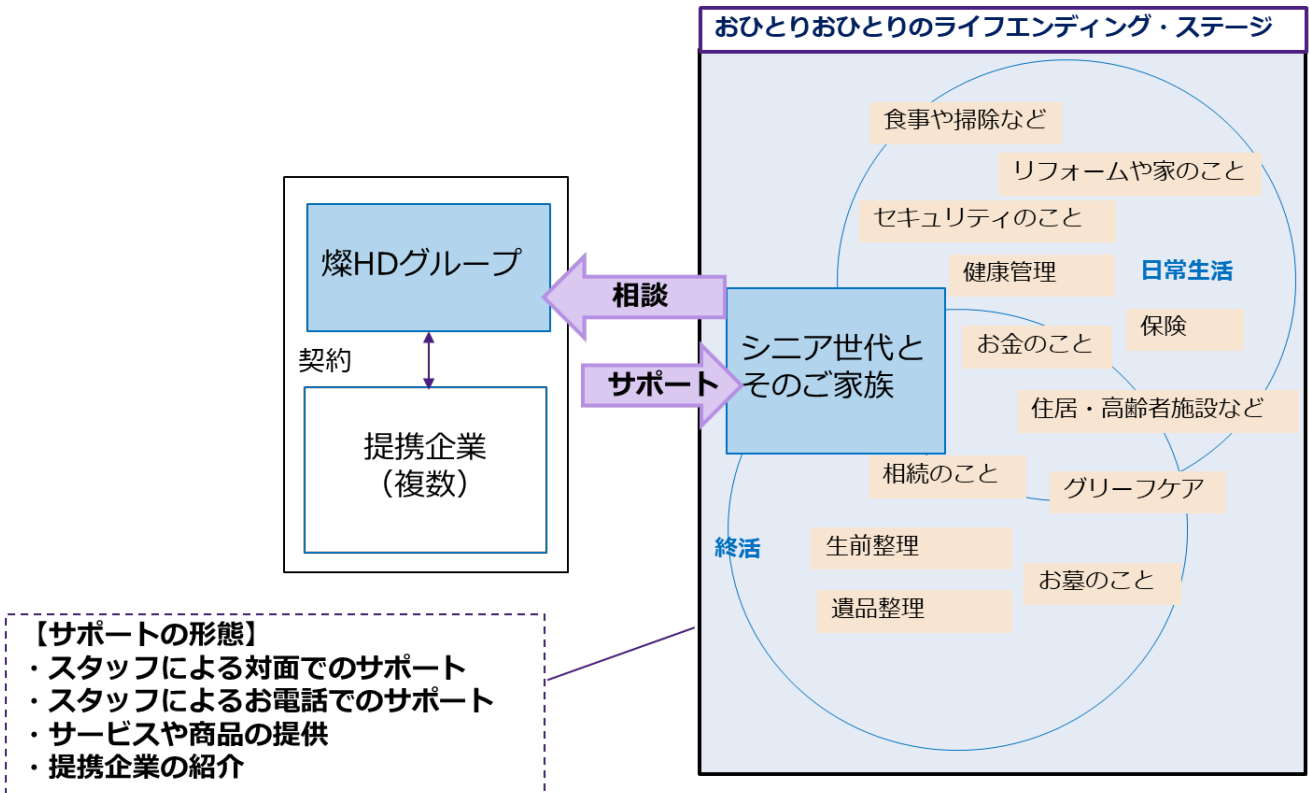 おひとりおひとりのライフエンディング・ステージ
食事や掃除など
リフォームや家のこと
セキュリティのこと
健康管理
日常生活
保険
お金のこと
住居・高齢者施設など
燦HDグループ
契約
提携企業
（複数）
相談
サポート
シニア世代と
そのご家族
相続のこと
グリーフケア
終活
生前整理
お墓のこと
遺品整理
【サポートの形態】
・スタッフによる対面でのサポート
・スタッフによるお電話でのサポート
・サービスや商品の提供
・提携企業の紹介